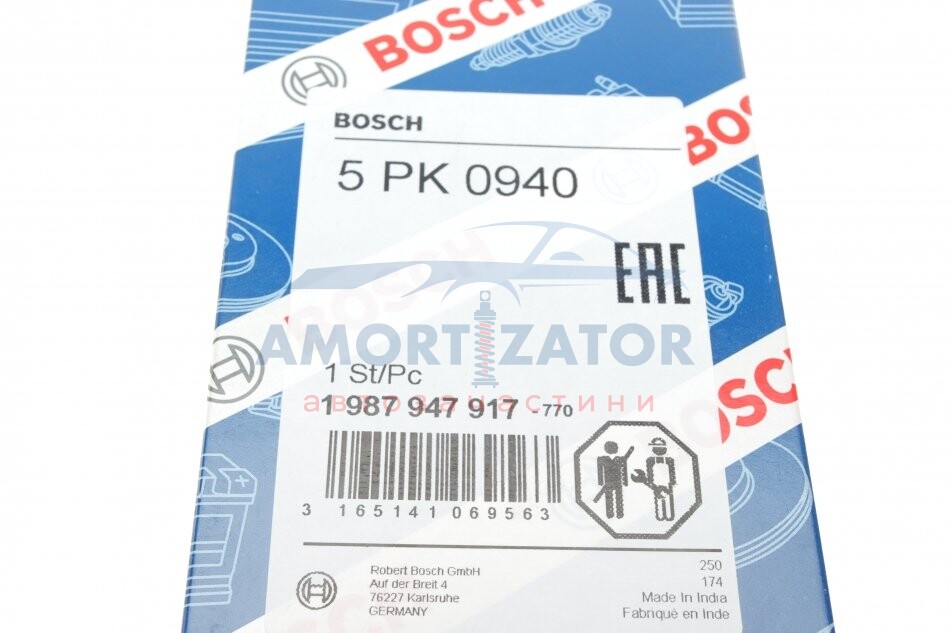 BOSCH
BOSCH
5 PK 0940
BOS
EAC
BOSCH
AMORTIZATOR
автозапчастини
1 St/Pc
1 987 947 917 -770
BOSCH
3 165141 069563
Robert Bosch GmbH
Auf der Breit 4
76227 Karlsruhe
GERMANY
250
174
Made In India
Fabriqué en Inde